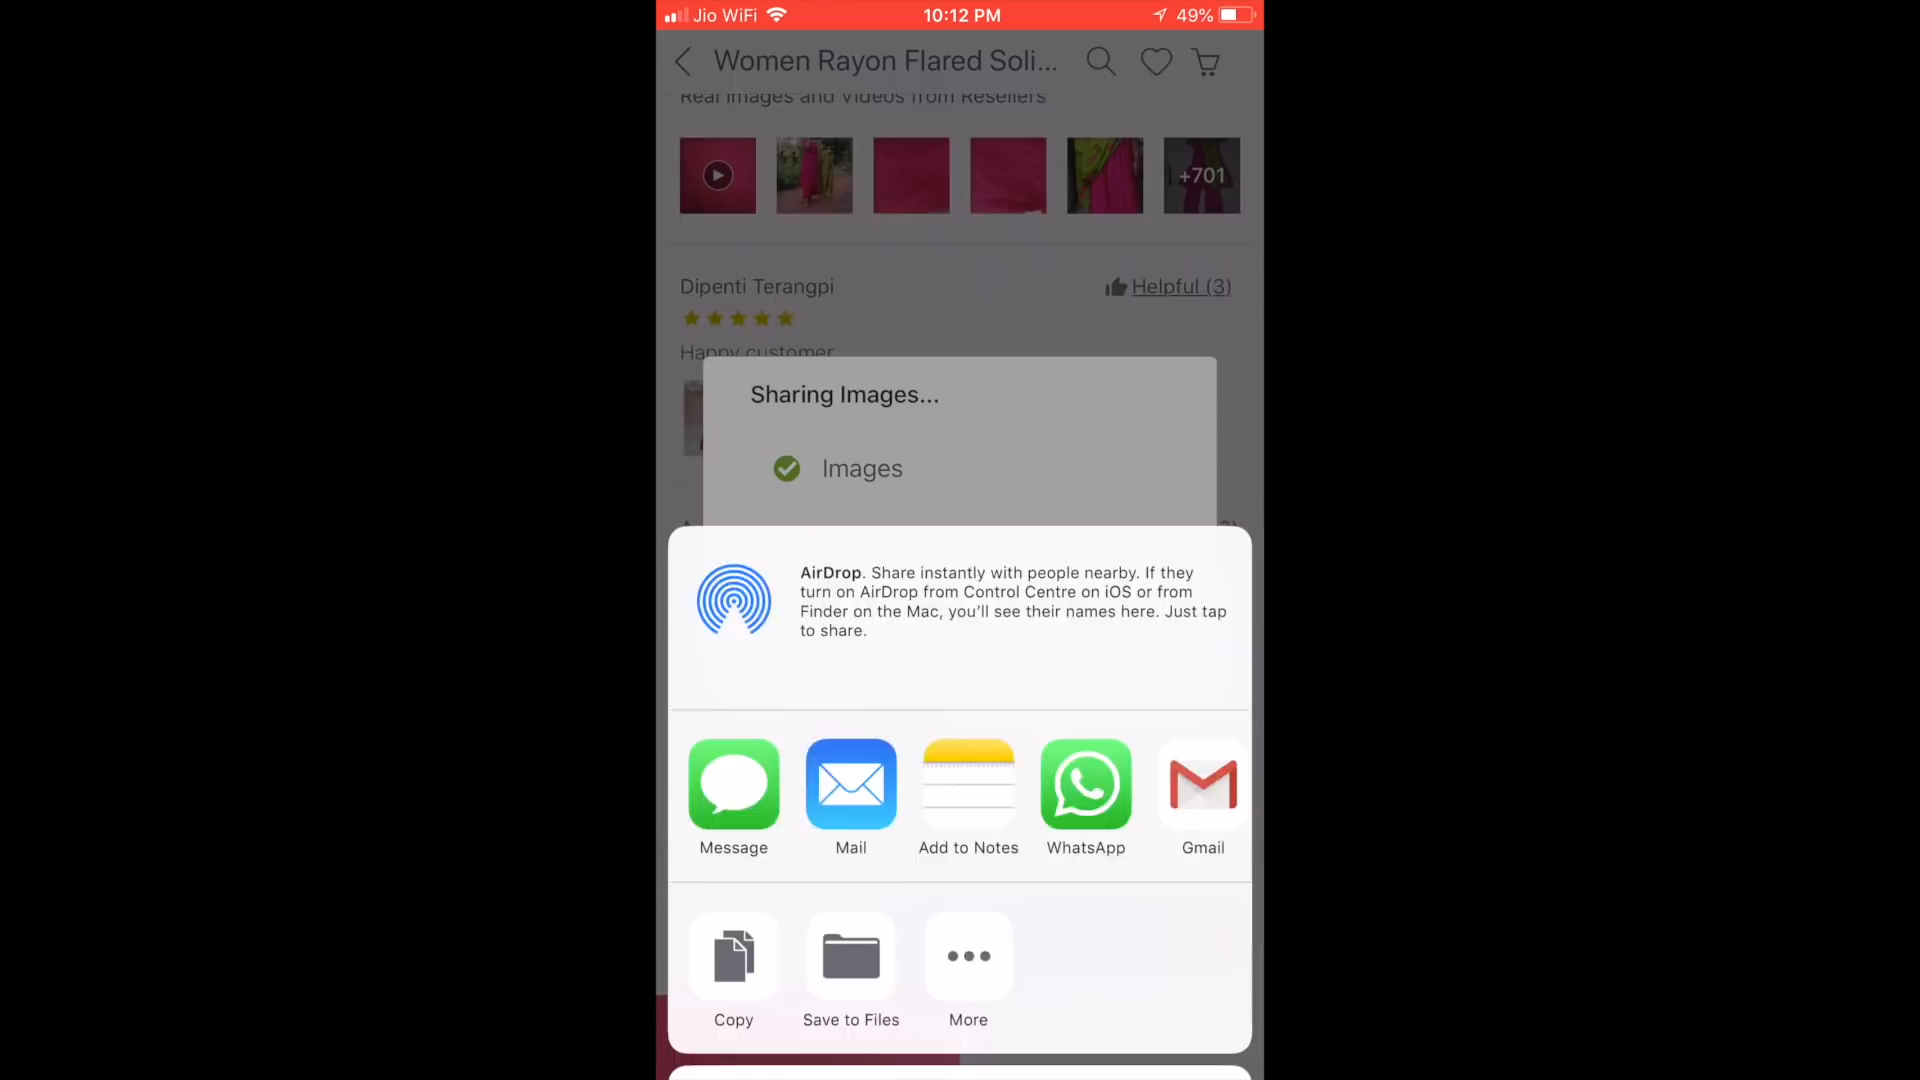 Jio WiFi 10:12 PM 49%
Women Rayon Flared Soli...
Real Images and Videos from Resellers
+701
Dipenti Terangpi Helpful (3)
Happy customer
Sharing Images...
Images
AirDrop. Share instantly with people nearby. If they
turn on AirDrop from Control Centre on iOS or from
Finder on the Mac, you'll see their names here. Just tap
to share.
Message Mail Add to Notes WhatsApp Gmail
Copy Save to Files More